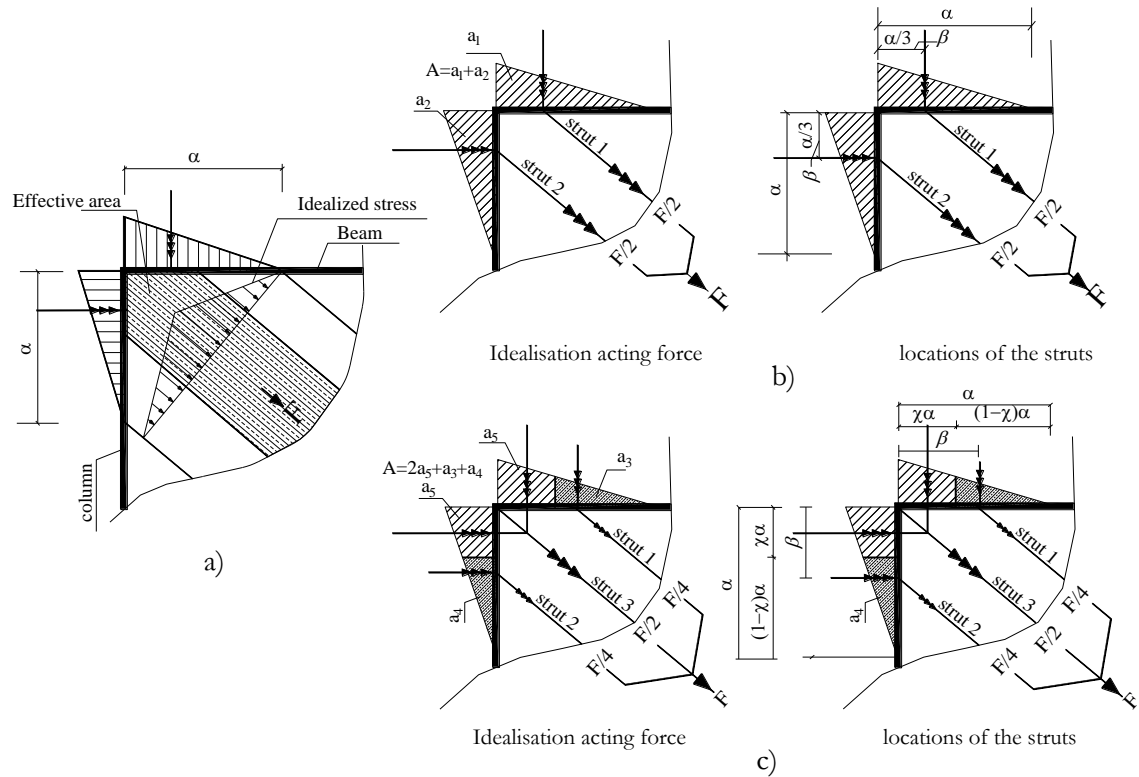 α
Effective area
Idealized stress
Beam
α
F
column
a)
a₁
A=a₁+a₂
a₂
strut 1
strut 2
F/2
F/2
F
Idealisation acting force
α
α/3
β
α/3
β
α
strut 1
strut 2
F/2
F/2
F
locations of the struts
b)
a₅
A=2a₅+a₃+a₄
a₅
a₃
a₄
strut 1
strut 3
strut 2
F/4
F/2
F/4
F
Idealisation acting force
α
χα
(1−χ)α
β
β
χα
α
(1−χ)α
a₄
strut 1
strut 3
strut 2
F/4
F/2
F/4
F
locations of the struts
c)